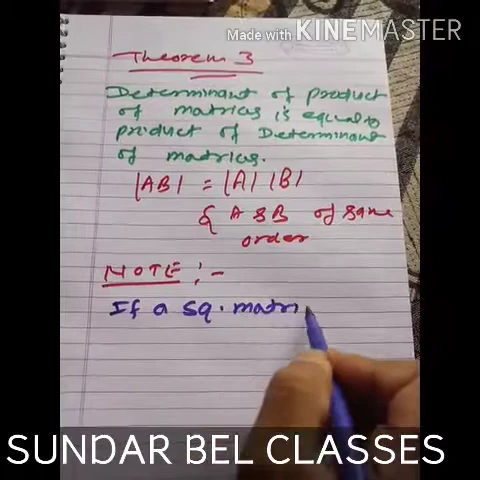 Made with KINEMASTER
Theorem 3
Determinant of product
of matrices is equal to
product of Determinant
of matrices.
|AB| = |A| |B|
{ A & B of same
order
NOTE :-
If a sq. matri
SUNDAR BEL CLASSES